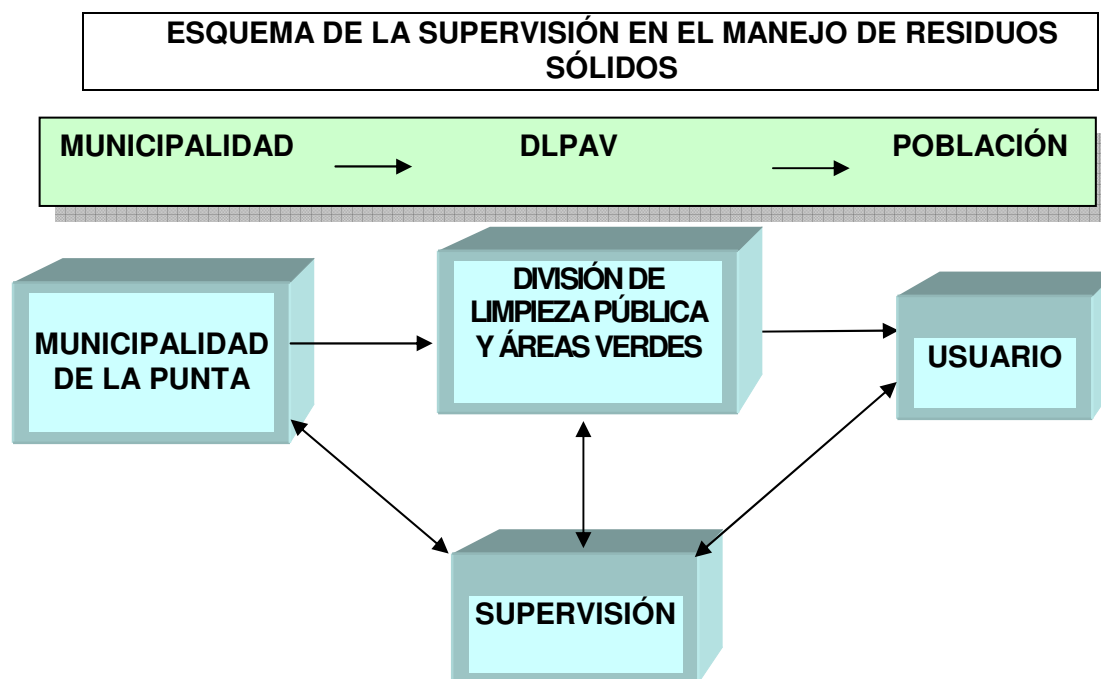 ESQUEMA DE LA SUPERVISIÓN EN EL MANEJO DE RESIDUOS
SÓLIDOS
MUNICIPALIDAD DLPAV POBLACIÓN
MUNICIPALIDAD
DE LA PUNTA
DIVISIÓN DE
LIMPIEZA PÚBLICA
Y ÁREAS VERDES
USUARIO
SUPERVISIÓN